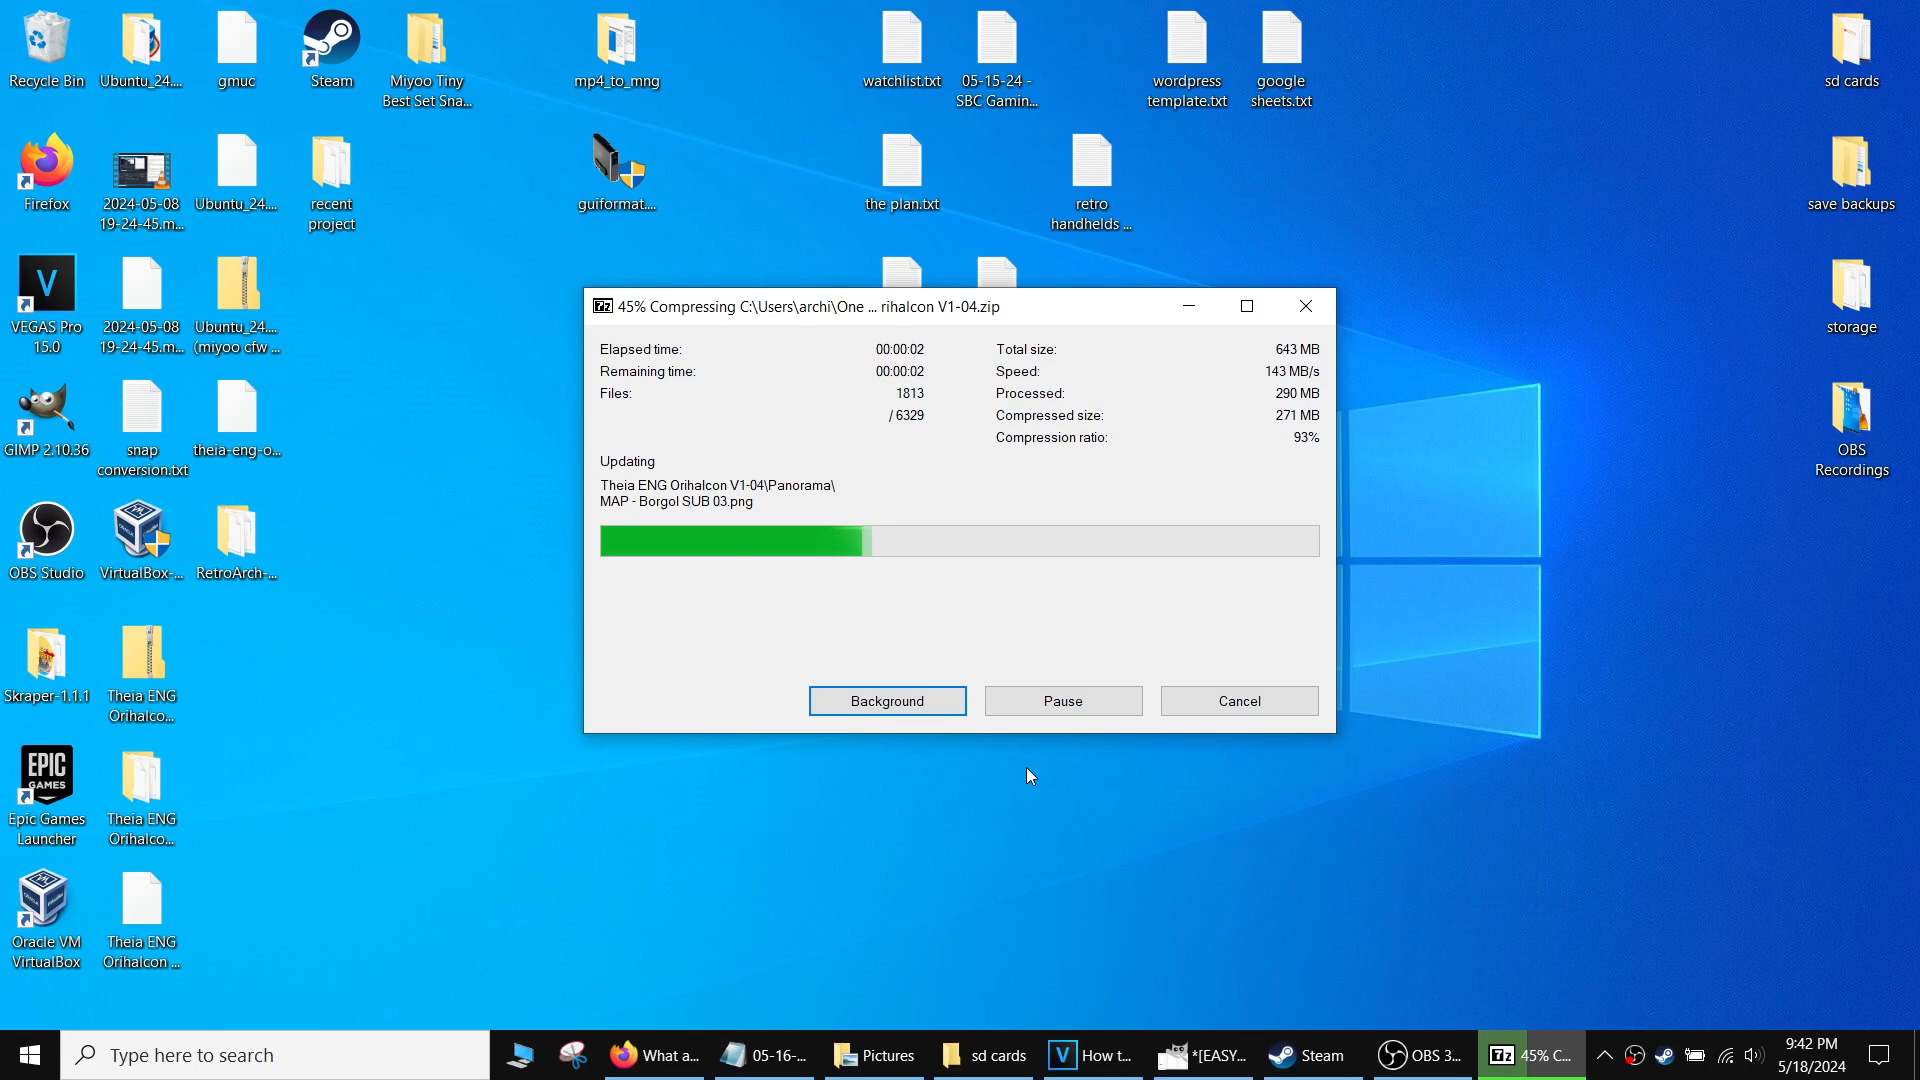 Recycle Bin
Ubuntu_24....
gmuc
Steam
Miyoo Tiny
Best Set Sna...
mp4_to_mng
watchlist.txt
05-15-24 -
SBC Gamin...
wordpress
template.txt
google
sheets.txt
sd cards
Firefox
2024-05-08
19-24-45.m...
Ubuntu_24....
recent
project
guiformat....
the plan.txt
retro
handhelds ...
save backups
VEGAS Pro
15.0
2024-05-08
19-24-45.m...
Ubuntu_24....
(miyoo cfw ...
storage
GIMP 2.10.36
snap
conversion.txt
theia-eng-o...
OBS
Recordings
OBS Studio
VirtualBox-...
RetroArch-...
Skraper-1.1.1
Theia ENG
Orihalco...
EPIC
GAMES
Epic Games
Launcher
Theia ENG
Orihalco...
Oracle VM
VirtualBox
Theia ENG
Orihalcon ...
7z 45% Compressing C:\Users\archi\One ... rihalcon V1-04.zip
Elapsed time: 00:00:02
Remaining time: 00:00:02
Files: 1813
/ 6329
Total size: 643 MB
Speed: 143 MB/s
Processed: 290 MB
Compressed size: 271 MB
Compression ratio: 93%
Updating
Theia ENG Orihalcon V1-04\Panorama\
MAP - Borgol SUB 03.png
Background
Pause
Cancel
Type here to search
What a...
05-16-...
Pictures
sd cards
V How t...
*[EASY...
Steam
OBS 3...
7z 45% C...
9:42 PM
5/18/2024